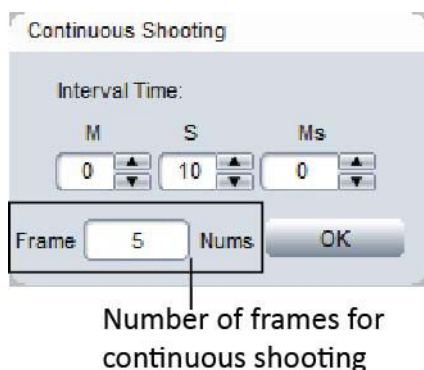 Continuous Shooting
Interval Time:
M S Ms
0 10 0
Frame 5 Nums OK
Number of frames for
continuous shooting